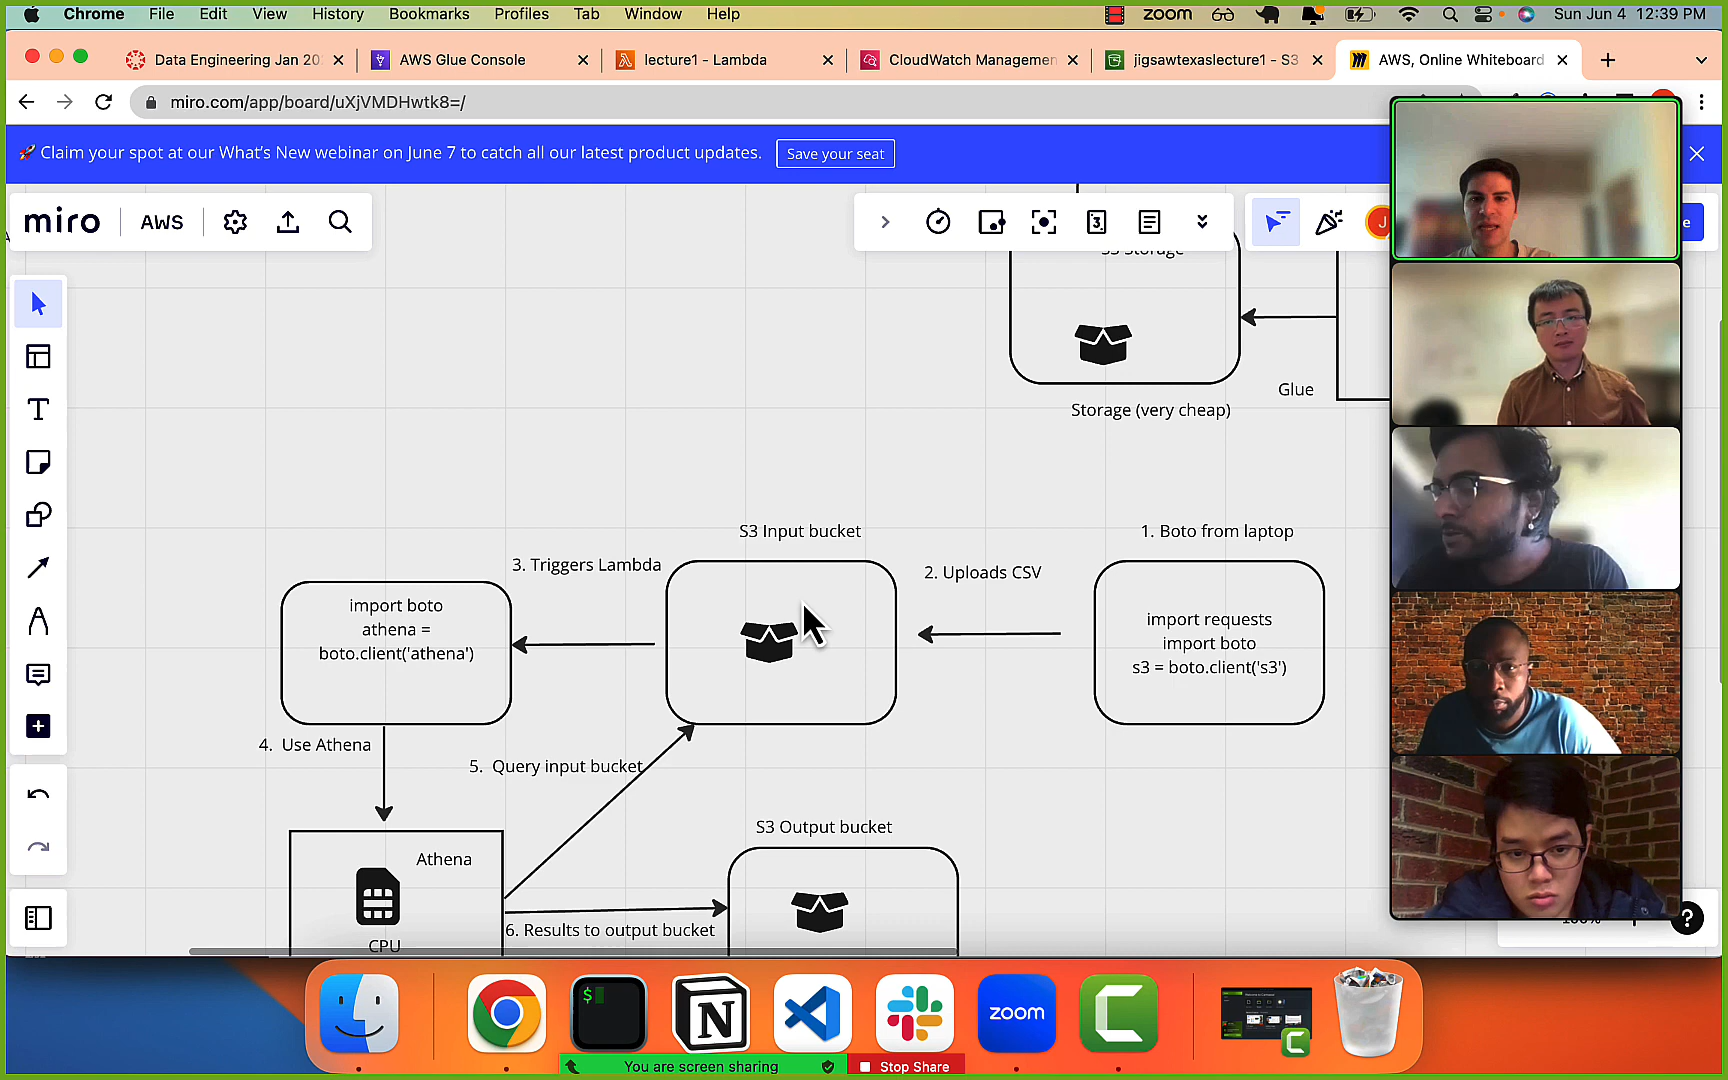 Chrome File Edit View History Bookmarks Profiles Tab Window Help
zoom
Sun Jun 4 12:39 PM
Data Engineering Jan 20
AWS Glue Console
lecture1 - Lambda
CloudWatch Managemen
jigsawtexaslecture1 - S3
AWS, Online Whiteboard
miro.com/app/board/uXjVMDHwtk8=/
🚀 Claim your spot at our What's New webinar on June 7 to catch all our latest product updates.
Save your seat
miro
AWS
3
J
e
S3 Storage
Glue
Storage (very cheap)
S3 Input bucket
1. Boto from laptop
3. Triggers Lambda
2. Uploads CSV
import boto
athena =
boto.client('athena')
import requests
import boto
s3 = boto.client('s3')
4. Use Athena
5. Query input bucket
S3 Output bucket
Athena
CPU
6. Results to output bucket
100%
?
$
N
zoom
C
You are screen sharing
Stop Share